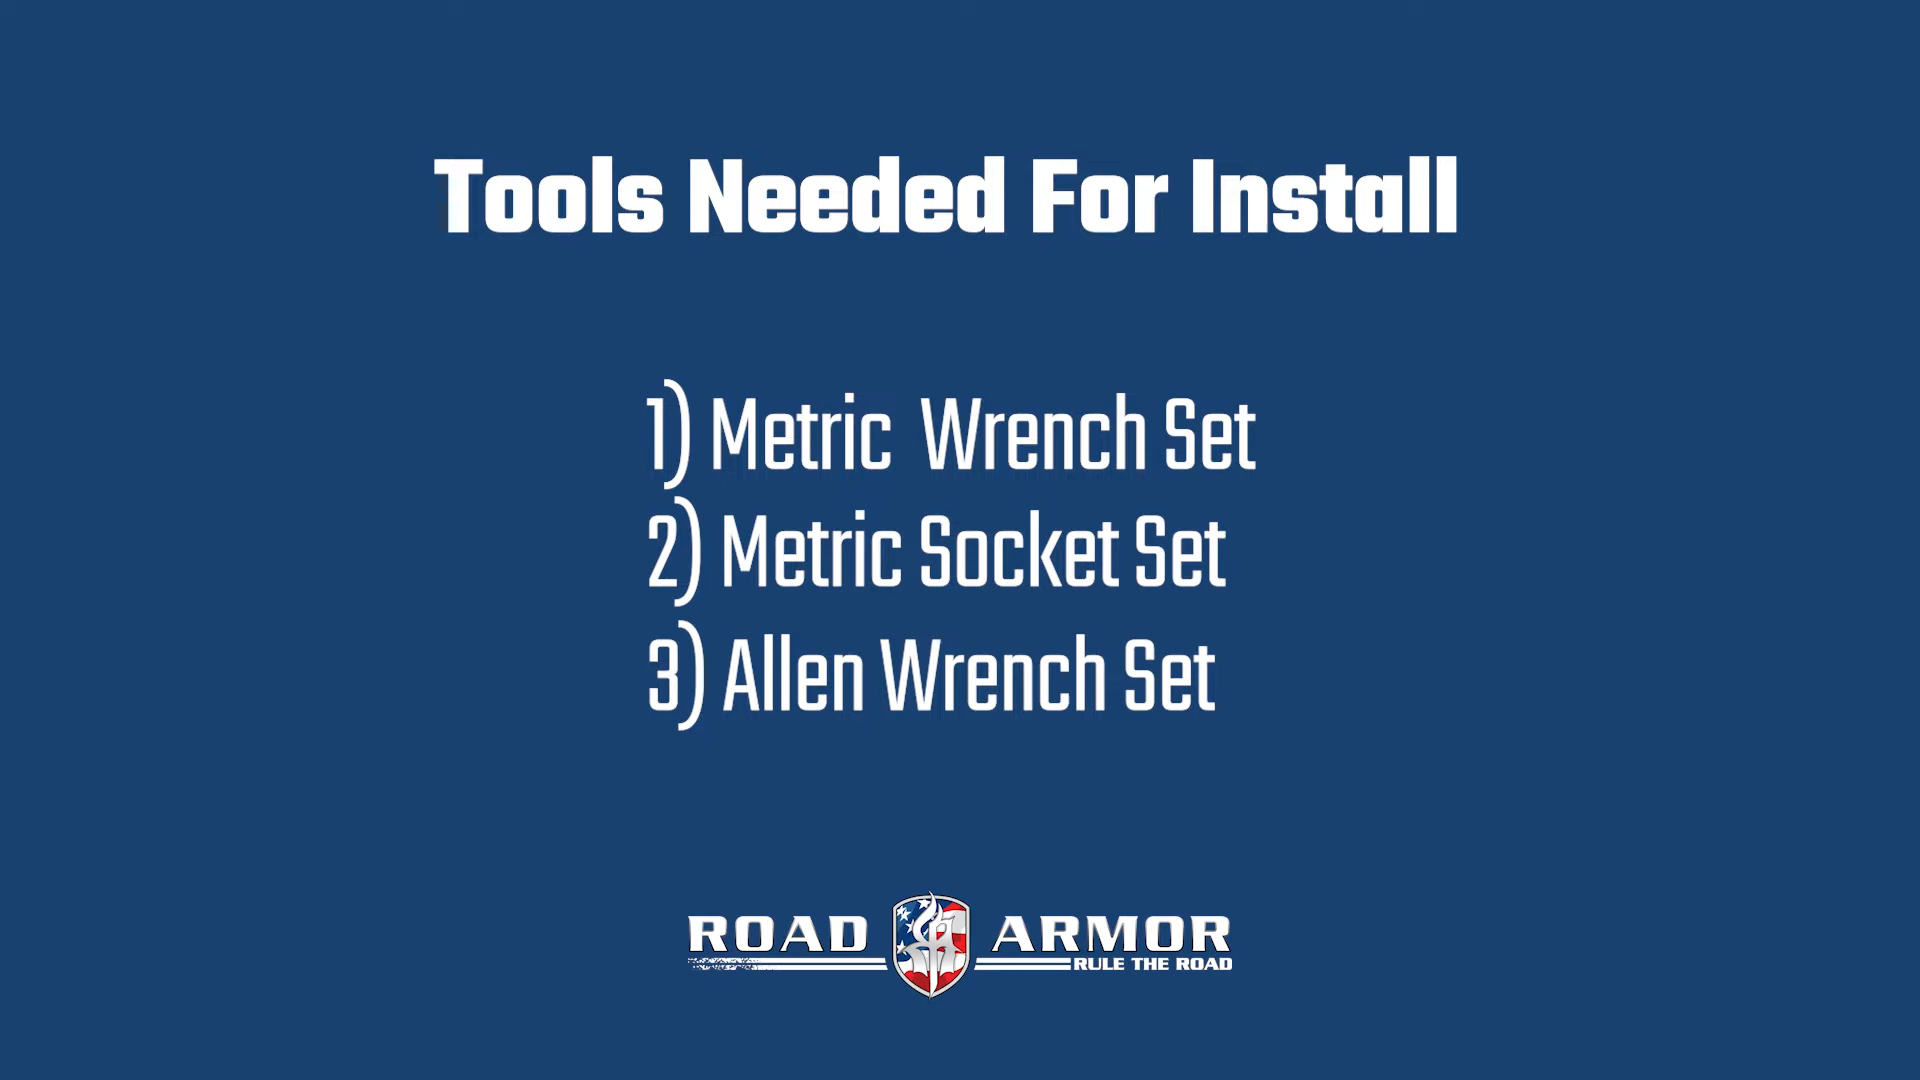 Tools Needed For Install
1) Metric  Wrench Set
2) Metric Socket Set
3) Allen Wrench Set
ROAD ARMOR
RULE THE ROAD